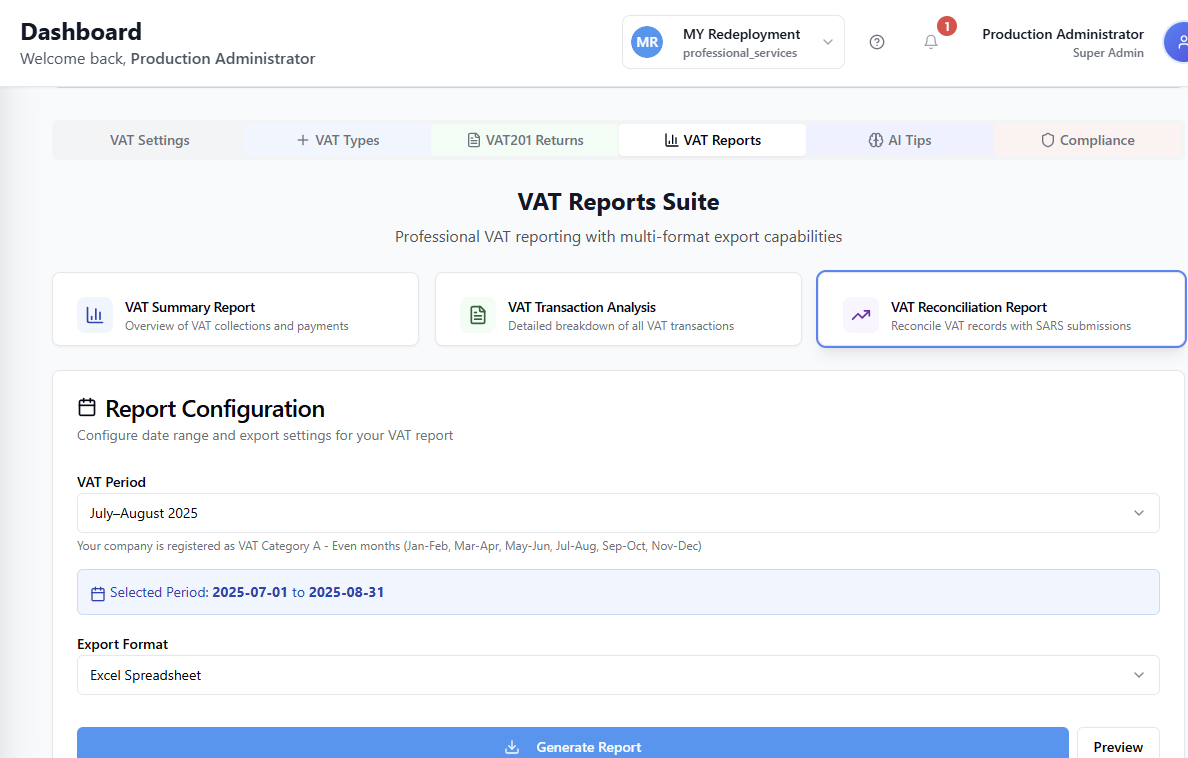 Dashboard
Welcome back, Production Administrator
MR
MY Redeployment
professional_services
1
Production Administrator
Super Admin
VAT Settings
VAT Types
VAT201 Returns
VAT Reports
AI Tips
Compliance
VAT Reports Suite
Professional VAT reporting with multi-format export capabilities
VAT Summary Report
Overview of VAT collections and payments
VAT Transaction Analysis
Detailed breakdown of all VAT transactions
VAT Reconciliation Report
Reconcile VAT records with SARS submissions
Report Configuration
Configure date range and export settings for your VAT report
VAT Period
July–August 2025
Your company is registered as VAT Category A - Even months (Jan-Feb, Mar-Apr, May-Jun, Jul-Aug, Sep-Oct, Nov-Dec)
Selected Period: 2025-07-01 to 2025-08-31
Export Format
Excel Spreadsheet
Generate Report
Preview